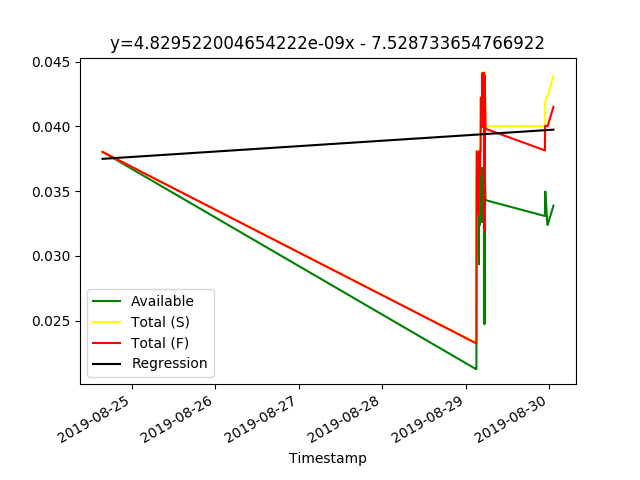 y=4.829522004654222e-09x - 7.528733654766922
0.045
0.040
0.035
0.030
0.025
Available
Total (S)
Total (F)
Regression
2019-08-25
2019-08-26
2019-08-27
2019-08-28
2019-08-29
2019-08-30
Timestamp